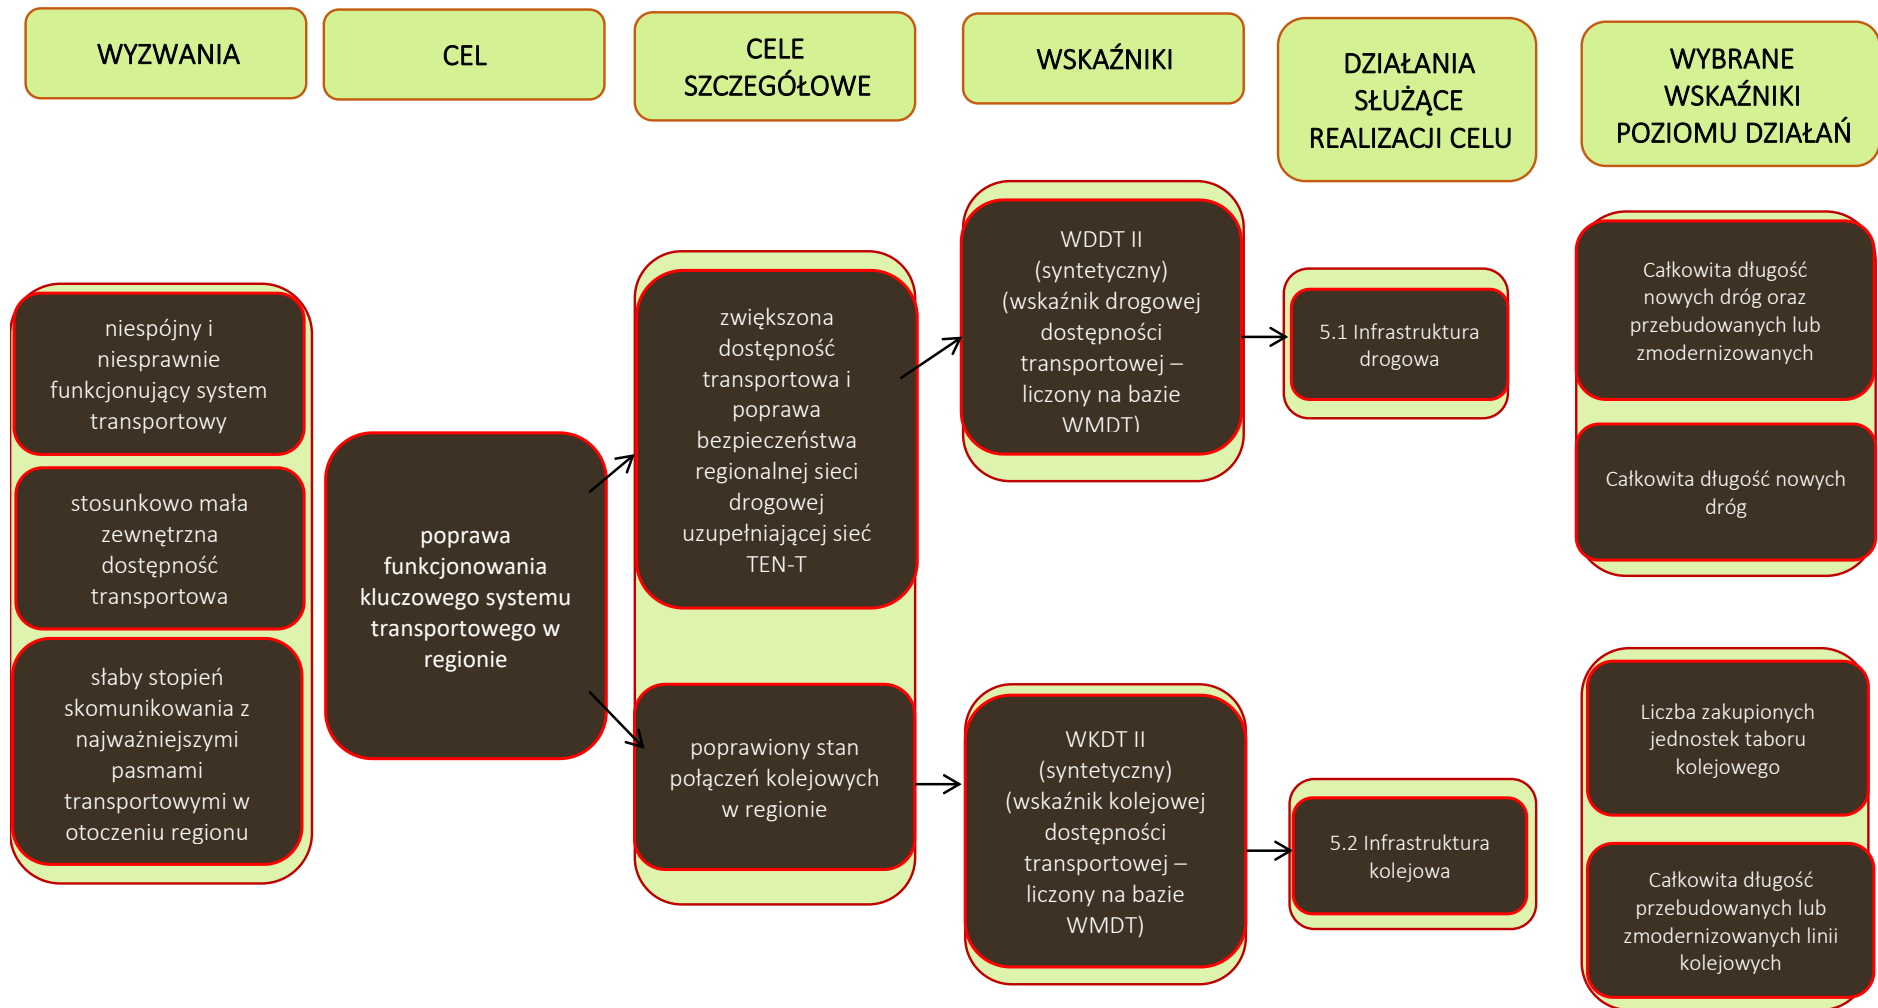 WYZWANIA
CEL
CELE
SZCZEGÓŁOWE
WSKAŹNIKI
DZIAŁANIA
SŁUŻĄCE
REALIZACJI CELU
WYBRANE
WSKAŹNIKI
POZIOMU DZIAŁAŃ
niespójny i
niesprawnie
funkcjonujący system
transportowy
stosunkowo mała
zewnętrzna
dostępność
transportowa
słaby stopień
skomunikowania z
najważniejszymi
pasmami
transportowymi w
otoczeniu regionu
poprawa
funkcjonowania
kluczowego systemu
transportowego w
regionie
zwiększona
dostępność
transportowa i
poprawa
bezpieczeństwa
regionalnej sieci
drogowej
uzupełniającej sieć
TEN-T
poprawiony stan
połączeń kolejowych
w regionie
WDDT II
(syntetyczny)
(wskaźnik drogowej
dostępności
transportowej –
liczony na bazie
WMDT)
WKDT II
(syntetyczny)
(wskaźnik kolejowej
dostępności
transportowej –
liczony na bazie
WMDT)
5.1 Infrastruktura
drogowa
5.2 Infrastruktura
kolejowa
Całkowita długość
nowych dróg oraz
przebudowanych lub
zmodernizowanych
Całkowita długość nowych
dróg
Liczba zakupionych
jednostek taboru
kolejowego
Całkowita długość
przebudowanych lub
zmodernizowanych linii
kolejowych